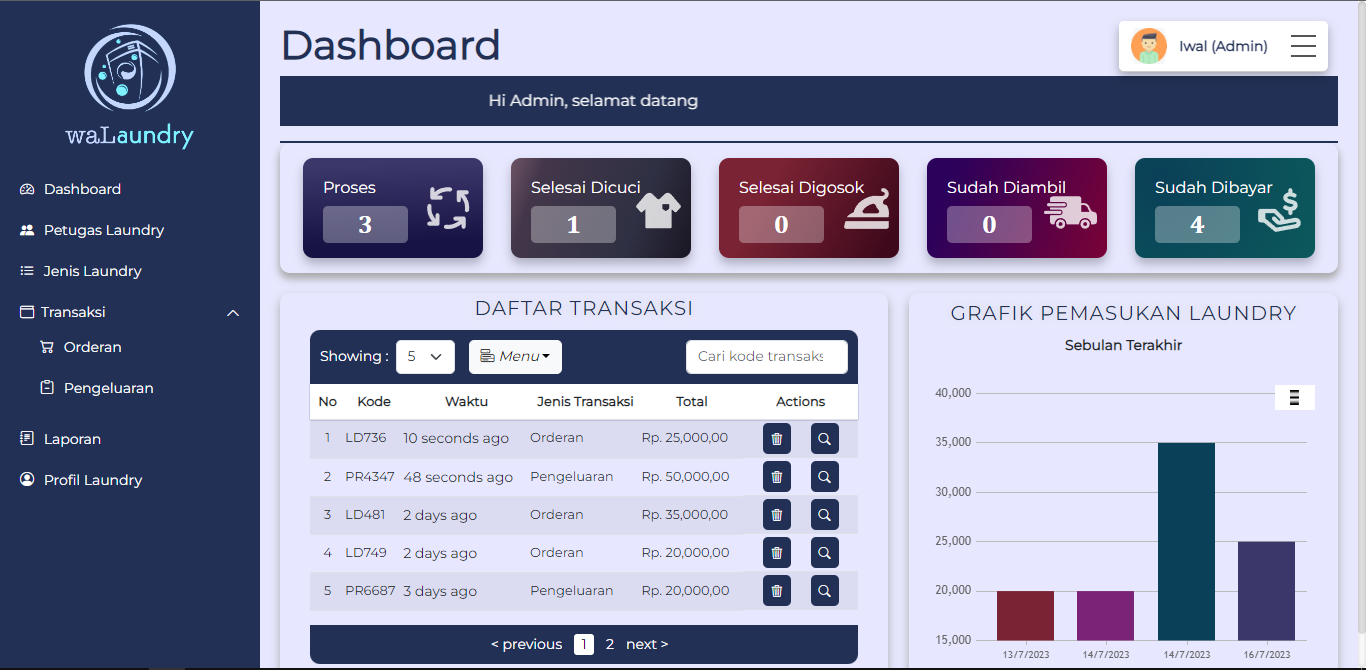 waLaundry
Dashboard
Petugas Laundry
Jenis Laundry
Transaksi
Orderan
Pengeluaran
Laporan
Profil Laundry
Dashboard
Iwal (Admin)
Hi Admin, selamat datang
Proses
3
Selesai Dicuci
1
Selesai Digosok
0
Sudah Diambil
0
Sudah Dibayar
4
DAFTAR TRANSAKSI
Showing : 5 Menu Cari kode transaks
No Kode Waktu Jenis Transaksi Total Actions
1 LD736 10 seconds ago Orderan Rp. 25,000,00
2 PR4347 48 seconds ago Pengeluaran Rp. 50,000,00
3 LD481 2 days ago Orderan Rp. 35,000,00
4 LD749 2 days ago Orderan Rp. 20,000,00
5 PR6687 3 days ago Pengeluaran Rp. 20,000,00
< previous 1 2 next >
GRAFIK PEMASUKAN LAUNDRY
Sebulan Terakhir
40,000
35,000
30,000
25,000
20,000
15,000
13/7/2023 14/7/2023 14/7/2023 16/7/2023